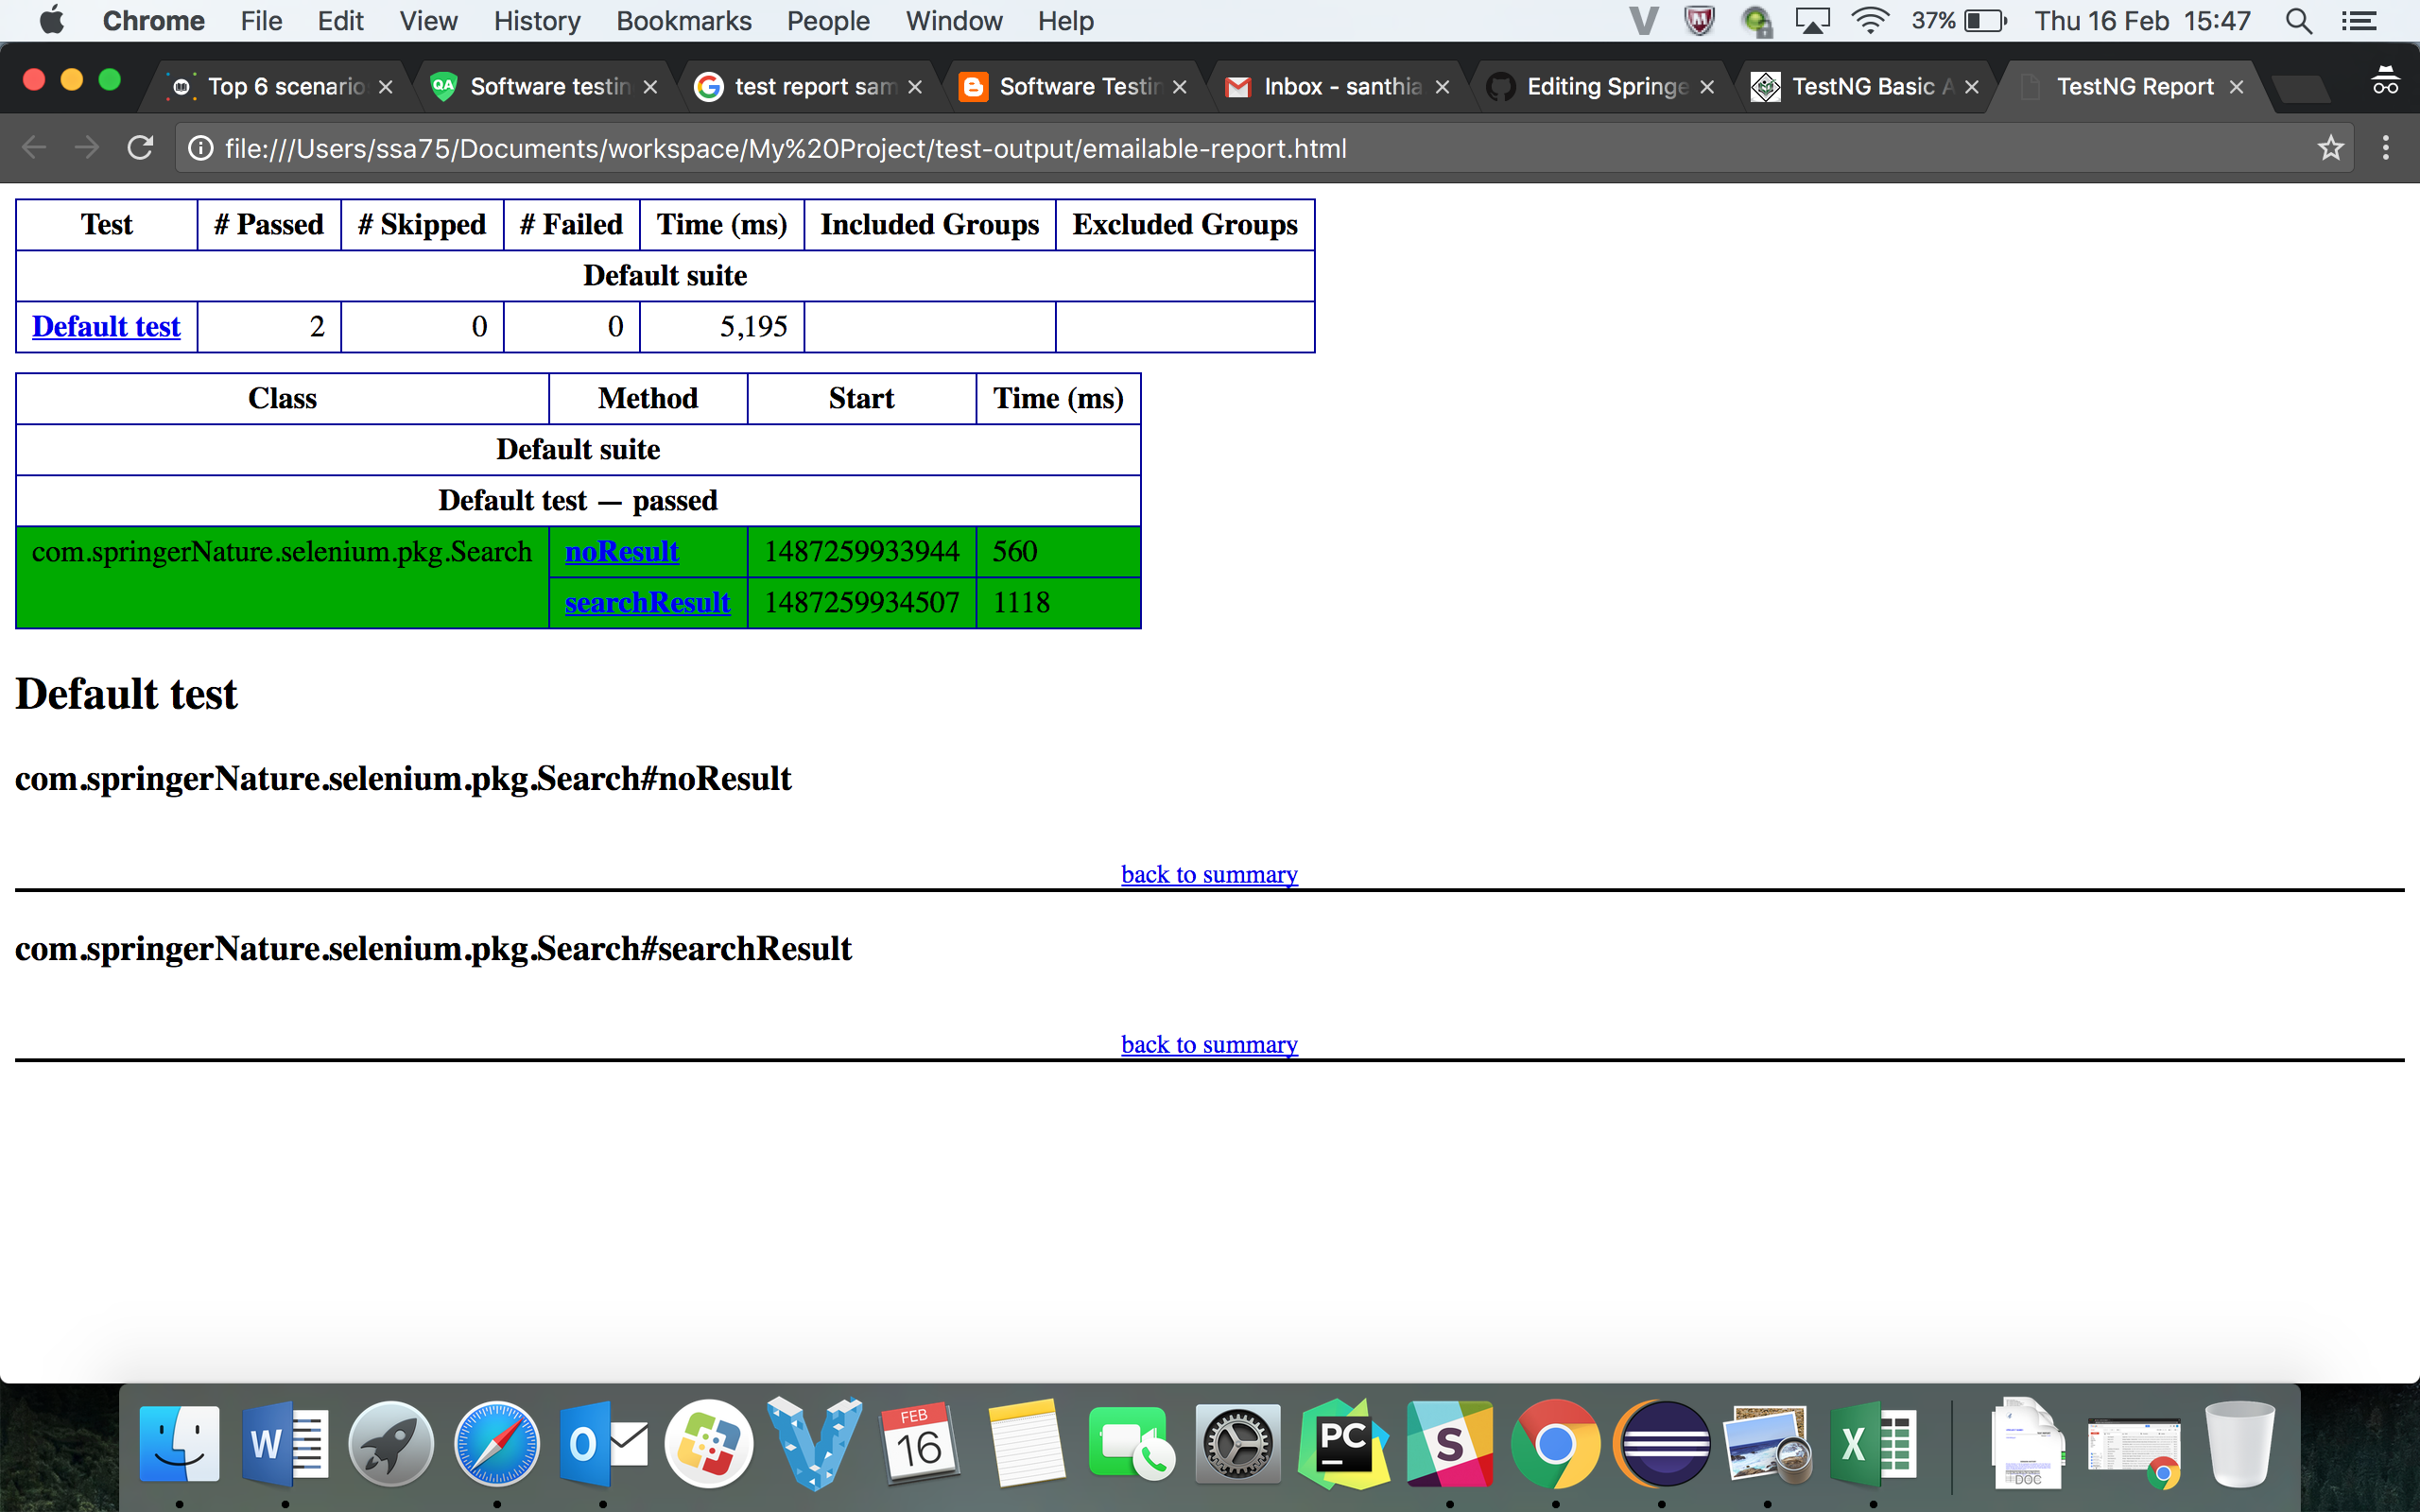 Chrome File Edit View History Bookmarks People Window Help 37% Thu 16 Feb 15:47
Top 6 scenario QA Software testin test report sam Software Testin Inbox - santhia Editing Springe TestNG Basic A TestNG Report
file:///Users/ssa75/Documents/workspace/My%20Project/test-output/emailable-report.html
Test # Passed # Skipped # Failed Time (ms) Included Groups Excluded Groups
Default suite
Default test 2 0 0 5,195
Class Method Start Time (ms)
Default suite
Default test — passed
com.springerNature.selenium.pkg.Search noResult 1487259933944 560
searchResult 1487259934507 1118
Default test
com.springerNature.selenium.pkg.Search#noResult
back to summary
com.springerNature.selenium.pkg.Search#searchResult
back to summary
FEB
16
W
O
PC
S
X
DOC